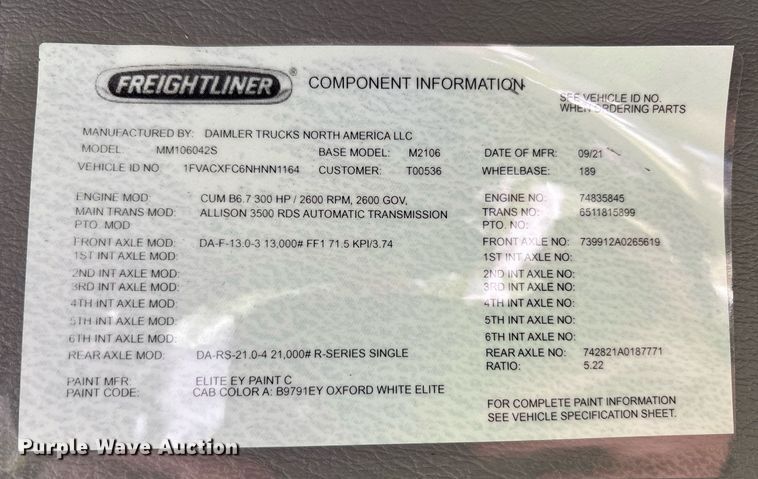 FREIGHTLINER® COMPONENT INFORMATION
SEE VEHICLE ID NO.
WHEN ORDERING PARTS
MANUFACTURED BY: DAIMLER TRUCKS NORTH AMERICA LLC
MODEL: MM106042S BASE MODEL: M2106 DATE OF MFR: 09/21
VEHICLE ID NO 1FVACXFC6NHNN1164 CUSTOMER: T00536 WHEELBASE: 189
ENGINE MOD: CUM B6.7 300 HP / 2600 RPM, 2600 GOV, ENGINE NO: 74835845
MAIN TRANS MOD: ALLISON 3500 RDS AUTOMATIC TRANSMISSION TRANS NO: 6511815899
PTO. MOD PTO. NO:
FRONT AXLE MOD: DA-F-13.0-3 13,000# FF1 71.5 KPI/3.74 FRONT AXLE NO: 739912A0265619
1ST INT AXLE MOD: 1ST INT AXLE NO:
2ND INT AXLE MOD: 2ND INT AXLE NO:
3RD INT AXLE MOD: 3RD INT AXLE NO:
4TH INT AXLE MOD: 4TH INT AXLE NO:
5TH INT AXLE MOD: 5TH INT AXLE NO:
6TH INT AXLE MOD: 6TH INT AXLE NO:
REAR AXLE MOD: DA-RS-21.0-4 21,000# R-SERIES SINGLE REAR AXLE NO: 742821A0187771
RATIO: 5.22
PAINT MFR: ELITE EY PAINT C
PAINT CODE: CAB COLOR A: B9791EY OXFORD WHITE ELITE
FOR COMPLETE PAINT INFORMATION
SEE VEHICLE SPECIFICATION SHEET.
Purple Wave Auction